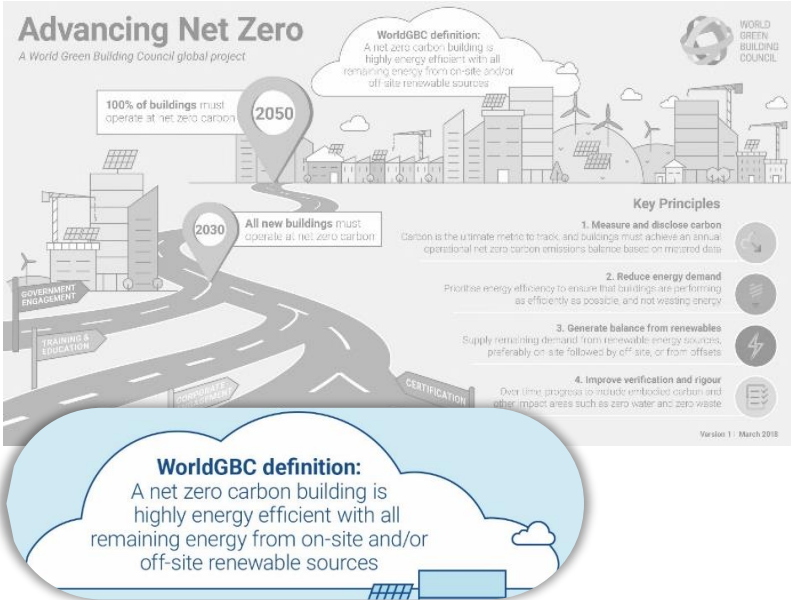 Advancing Net Zero
A World Green Building Council global project
WorldGBC definition:
A net zero carbon building is
highly energy efficient with all
remaining energy from on-site and/or
off-site renewable sources
WORLD
GREEN
BUILDING
COUNCIL
100% of buildings must
operate at net zero carbon
2050
2030
All new buildings must
operate at net zero carbon
Key Principles
1. Measure and disclose carbon
Carbon is the ultimate metric to track, and buildings must achieve an annual
operational net zero carbon emissions balance based on metered data
2. Reduce energy demand
Prioritise energy efficiency to ensure that buildings are performing
as efficiently as possible, and not wasting energy
3. Generate balance from renewables
Supply remaining demand from renewable energy sources,
preferably on-site followed by off-site, or from offsets
4. Improve verification and rigour
Over time, progress to include embodied carbon and
other impact areas such as zero water and zero waste
GOVERNMENT
ENGAGEMENT
TRAINING &
EDUCATION
CORPORATE
ENGAGEMENT
CERTIFICATION
Version 1 | March 2018
WorldGBC definition:
A net zero carbon building is
highly energy efficient with all
remaining energy from on-site and/or
off-site renewable sources